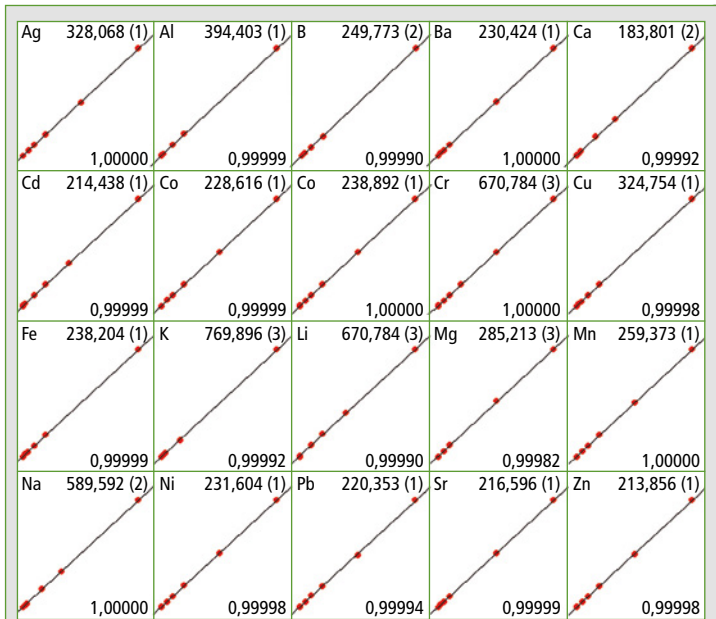 Ag 328,068 (1) Al 394,403 (1) B 249,773 (2) Ba 230,424 (1) Ca 183,801 (2)
1,00000 0,99999 0,99990 1,00000 0,99992
Cd 214,438 (1) Co 228,616 (1) Co 238,892 (1) Cr 670,784 (3) Cu 324,754 (1)
0,99999 0,99999 1,00000 1,00000 0,99998
Fe 238,204 (1) K 769,896 (3) Li 670,784 (3) Mg 285,213 (3) Mn 259,373 (1)
0,99999 0,99992 0,99990 0,99982 1,00000
Na 589,592 (2) Ni 231,604 (1) Pb 220,353 (1) Sr 216,596 (1) Zn 213,856 (1)
1,00000 0,99998 0,99994 0,99999 0,99998